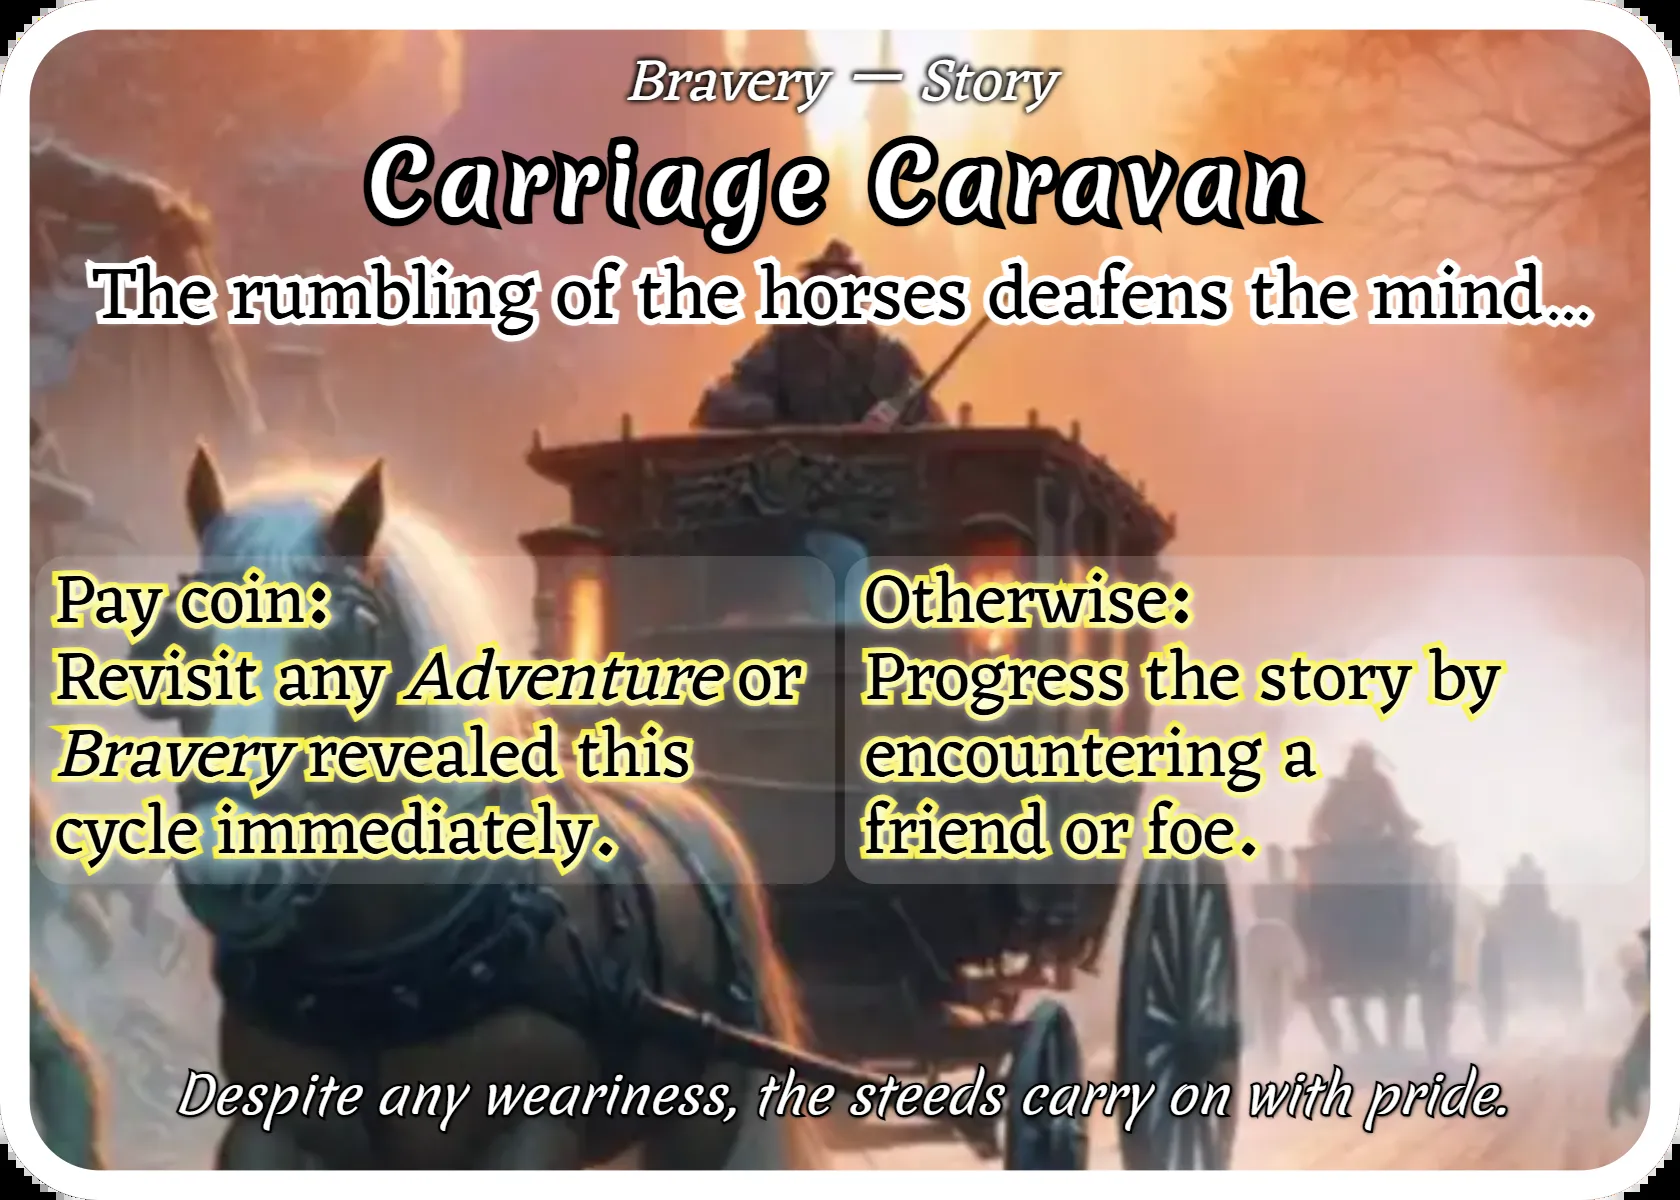 Bravery — Story
Carriage Caravan
The rumbling of the horses deafens the mind...
Pay coin:
Revisit any Adventure or
Bravery revealed this
cycle immediately.
Otherwise:
Progress the story by
encountering a
friend or foe.
Despite any weariness, the steeds carry on with pride.